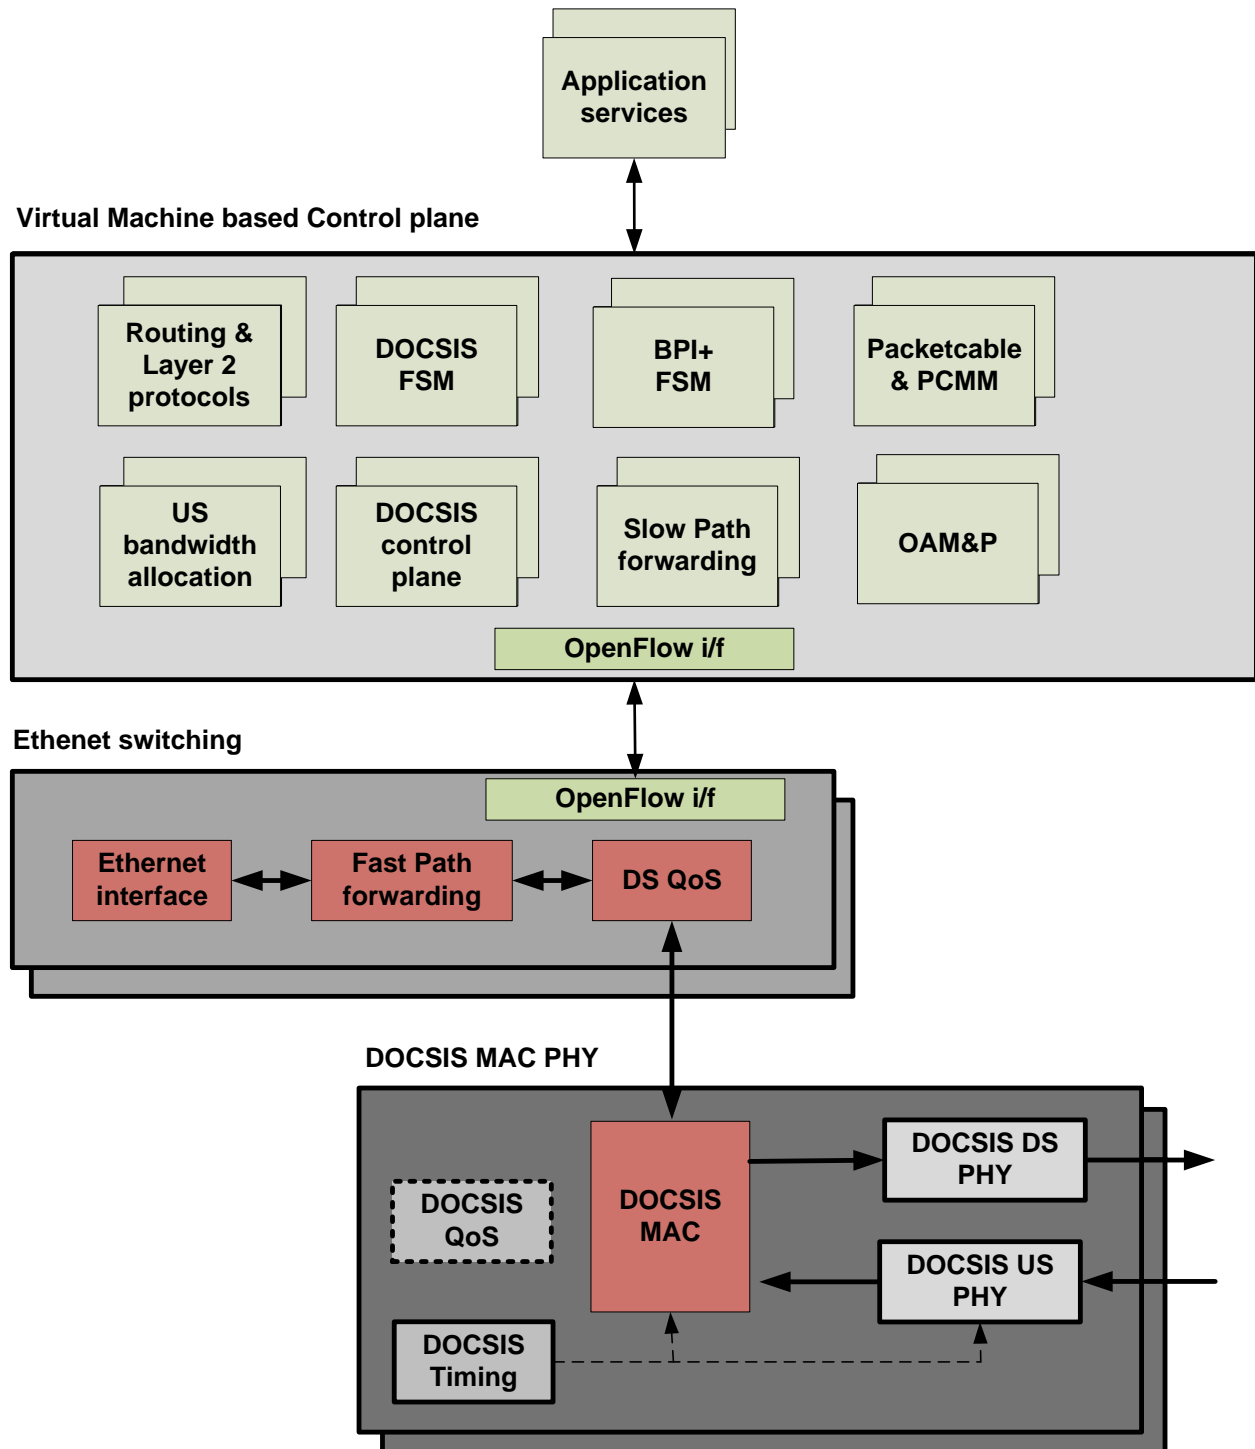 Application
services
Virtual Machine based Control plane
Routing &
Layer 2
protocols
DOCSIS
FSM
BPI+
FSM
Packetcable
& PCMM
US
bandwidth
allocation
DOCSIS
control
plane
Slow Path
forwarding
OAM&P
OpenFlow i/f
Ethenet switching
OpenFlow i/f
Ethernet
interface
Fast Path
forwarding
DS QoS
DOCSIS MAC PHY
DOCSIS
QoS
DOCSIS
MAC
DOCSIS DS
PHY
DOCSIS US
PHY
DOCSIS
Timing